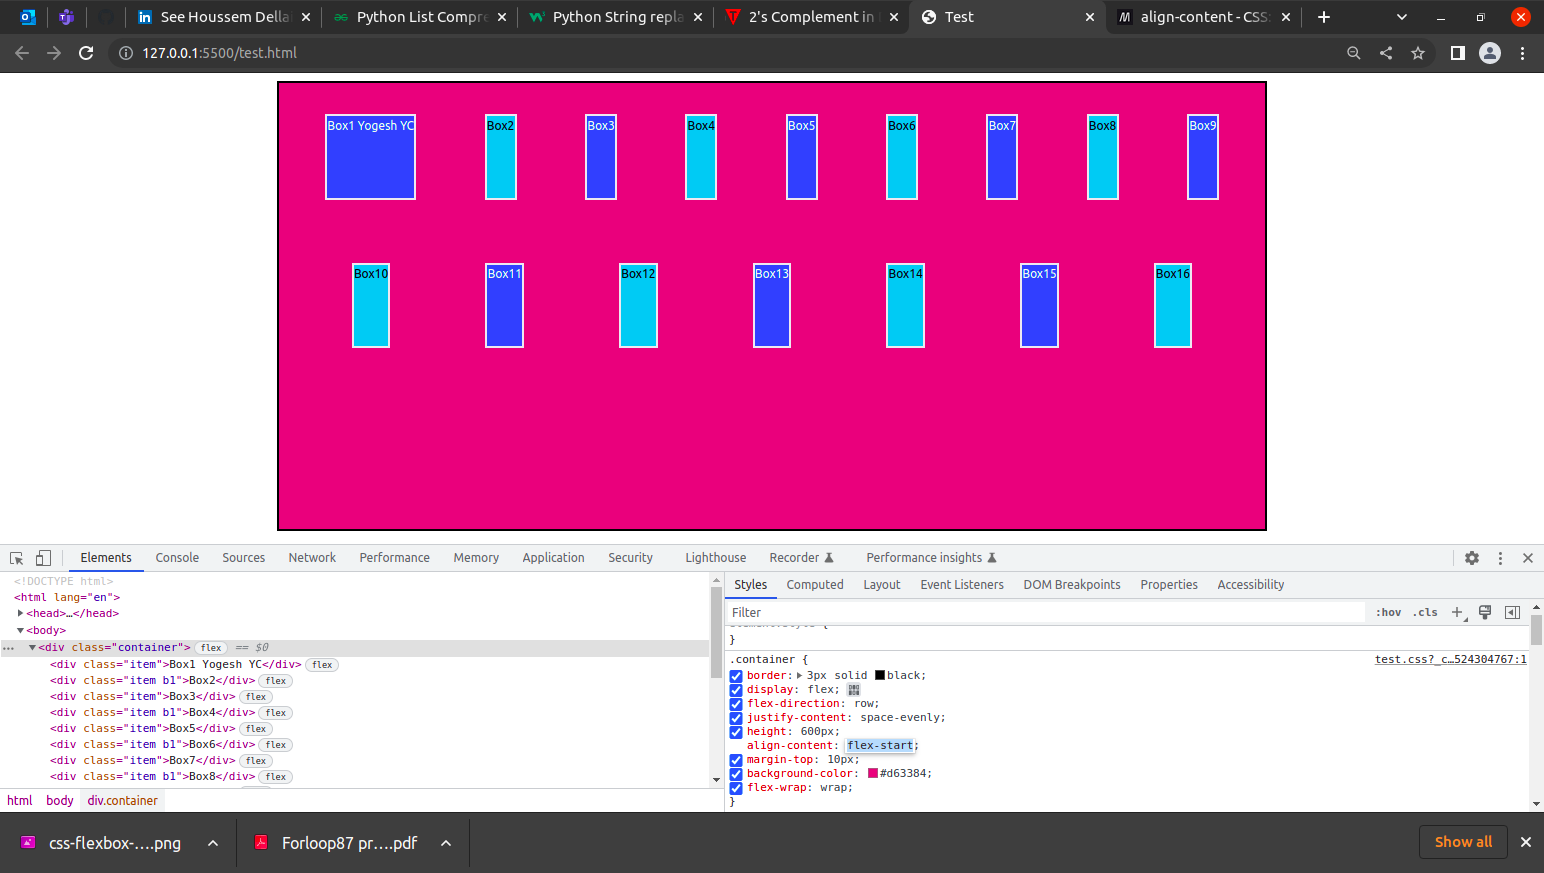 See Houssem Della
Python List Compre
Python String repla
2's Complement in
Test
align-content - CSS:
127.0.0.1:5500/test.html
Box1 Yogesh YC
Box2
Box3
Box4
Box5
Box6
Box7
Box8
Box9
Box10
Box11
Box12
Box13
Box14
Box15
Box16
Elements
Console
Sources
Network
Performance
Memory
Application
Security
Lighthouse
Recorder
Performance insights
<!DOCTYPE html>
<html lang="en">
<head>…</head>
<body>
<div class="container"> flex == $0
<div class="item">Box1 Yogesh YC</div> flex
<div class="item b1">Box2</div> flex
<div class="item">Box3</div> flex
<div class="item b1">Box4</div> flex
<div class="item">Box5</div> flex
<div class="item b1">Box6</div> flex
<div class="item">Box7</div> flex
<div class="item b1">Box8</div> flex
html body div.container
Styles
Computed
Layout
Event Listeners
DOM Breakpoints
Properties
Accessibility
Filter
:hov .cls
}
.container {
test.css?_c…524304767:1
border: 3px solid black;
display: flex;
flex-direction: row;
justify-content: space-evenly;
height: 600px;
align-content: flex-start;
margin-top: 10px;
background-color: #d63384;
flex-wrap: wrap;
}
css-flexbox-....png
Forloop87 pr....pdf
Show all